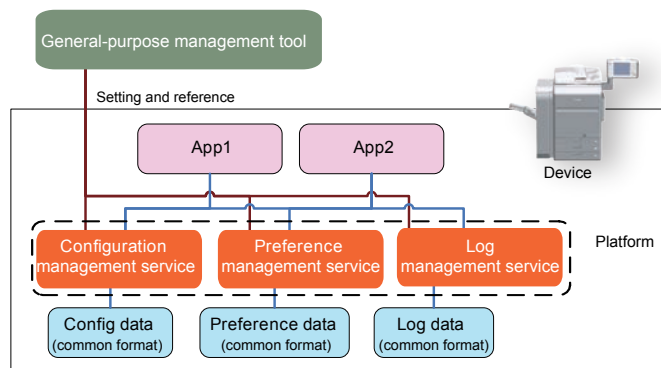 General-purpose management tool
Setting and reference
App1
App2
Device
Configuration
management service
Preference
management service
Log
management service
Platform
Config data
(common format)
Preference data
(common format)
Log data
(common format)